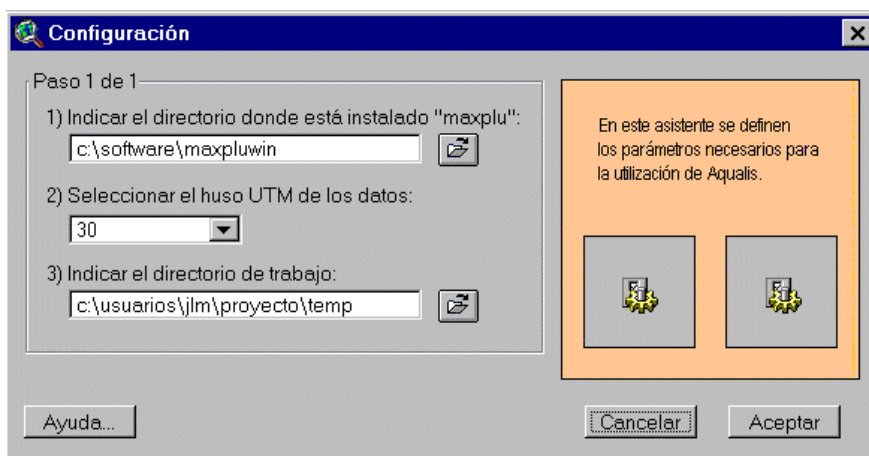 Configuración
Paso 1 de 1
1) Indicar el directorio donde está instalado "maxplu":
c:\software\maxpluwin
2) Seleccionar el huso UTM de los datos:
30
3) Indicar el directorio de trabajo:
c:\usuarios\jlm\proyecto\temp
En este asistente se definen
los parámetros necesarios para
la utilización de Aqualis.
Ayuda...
Cancelar
Aceptar